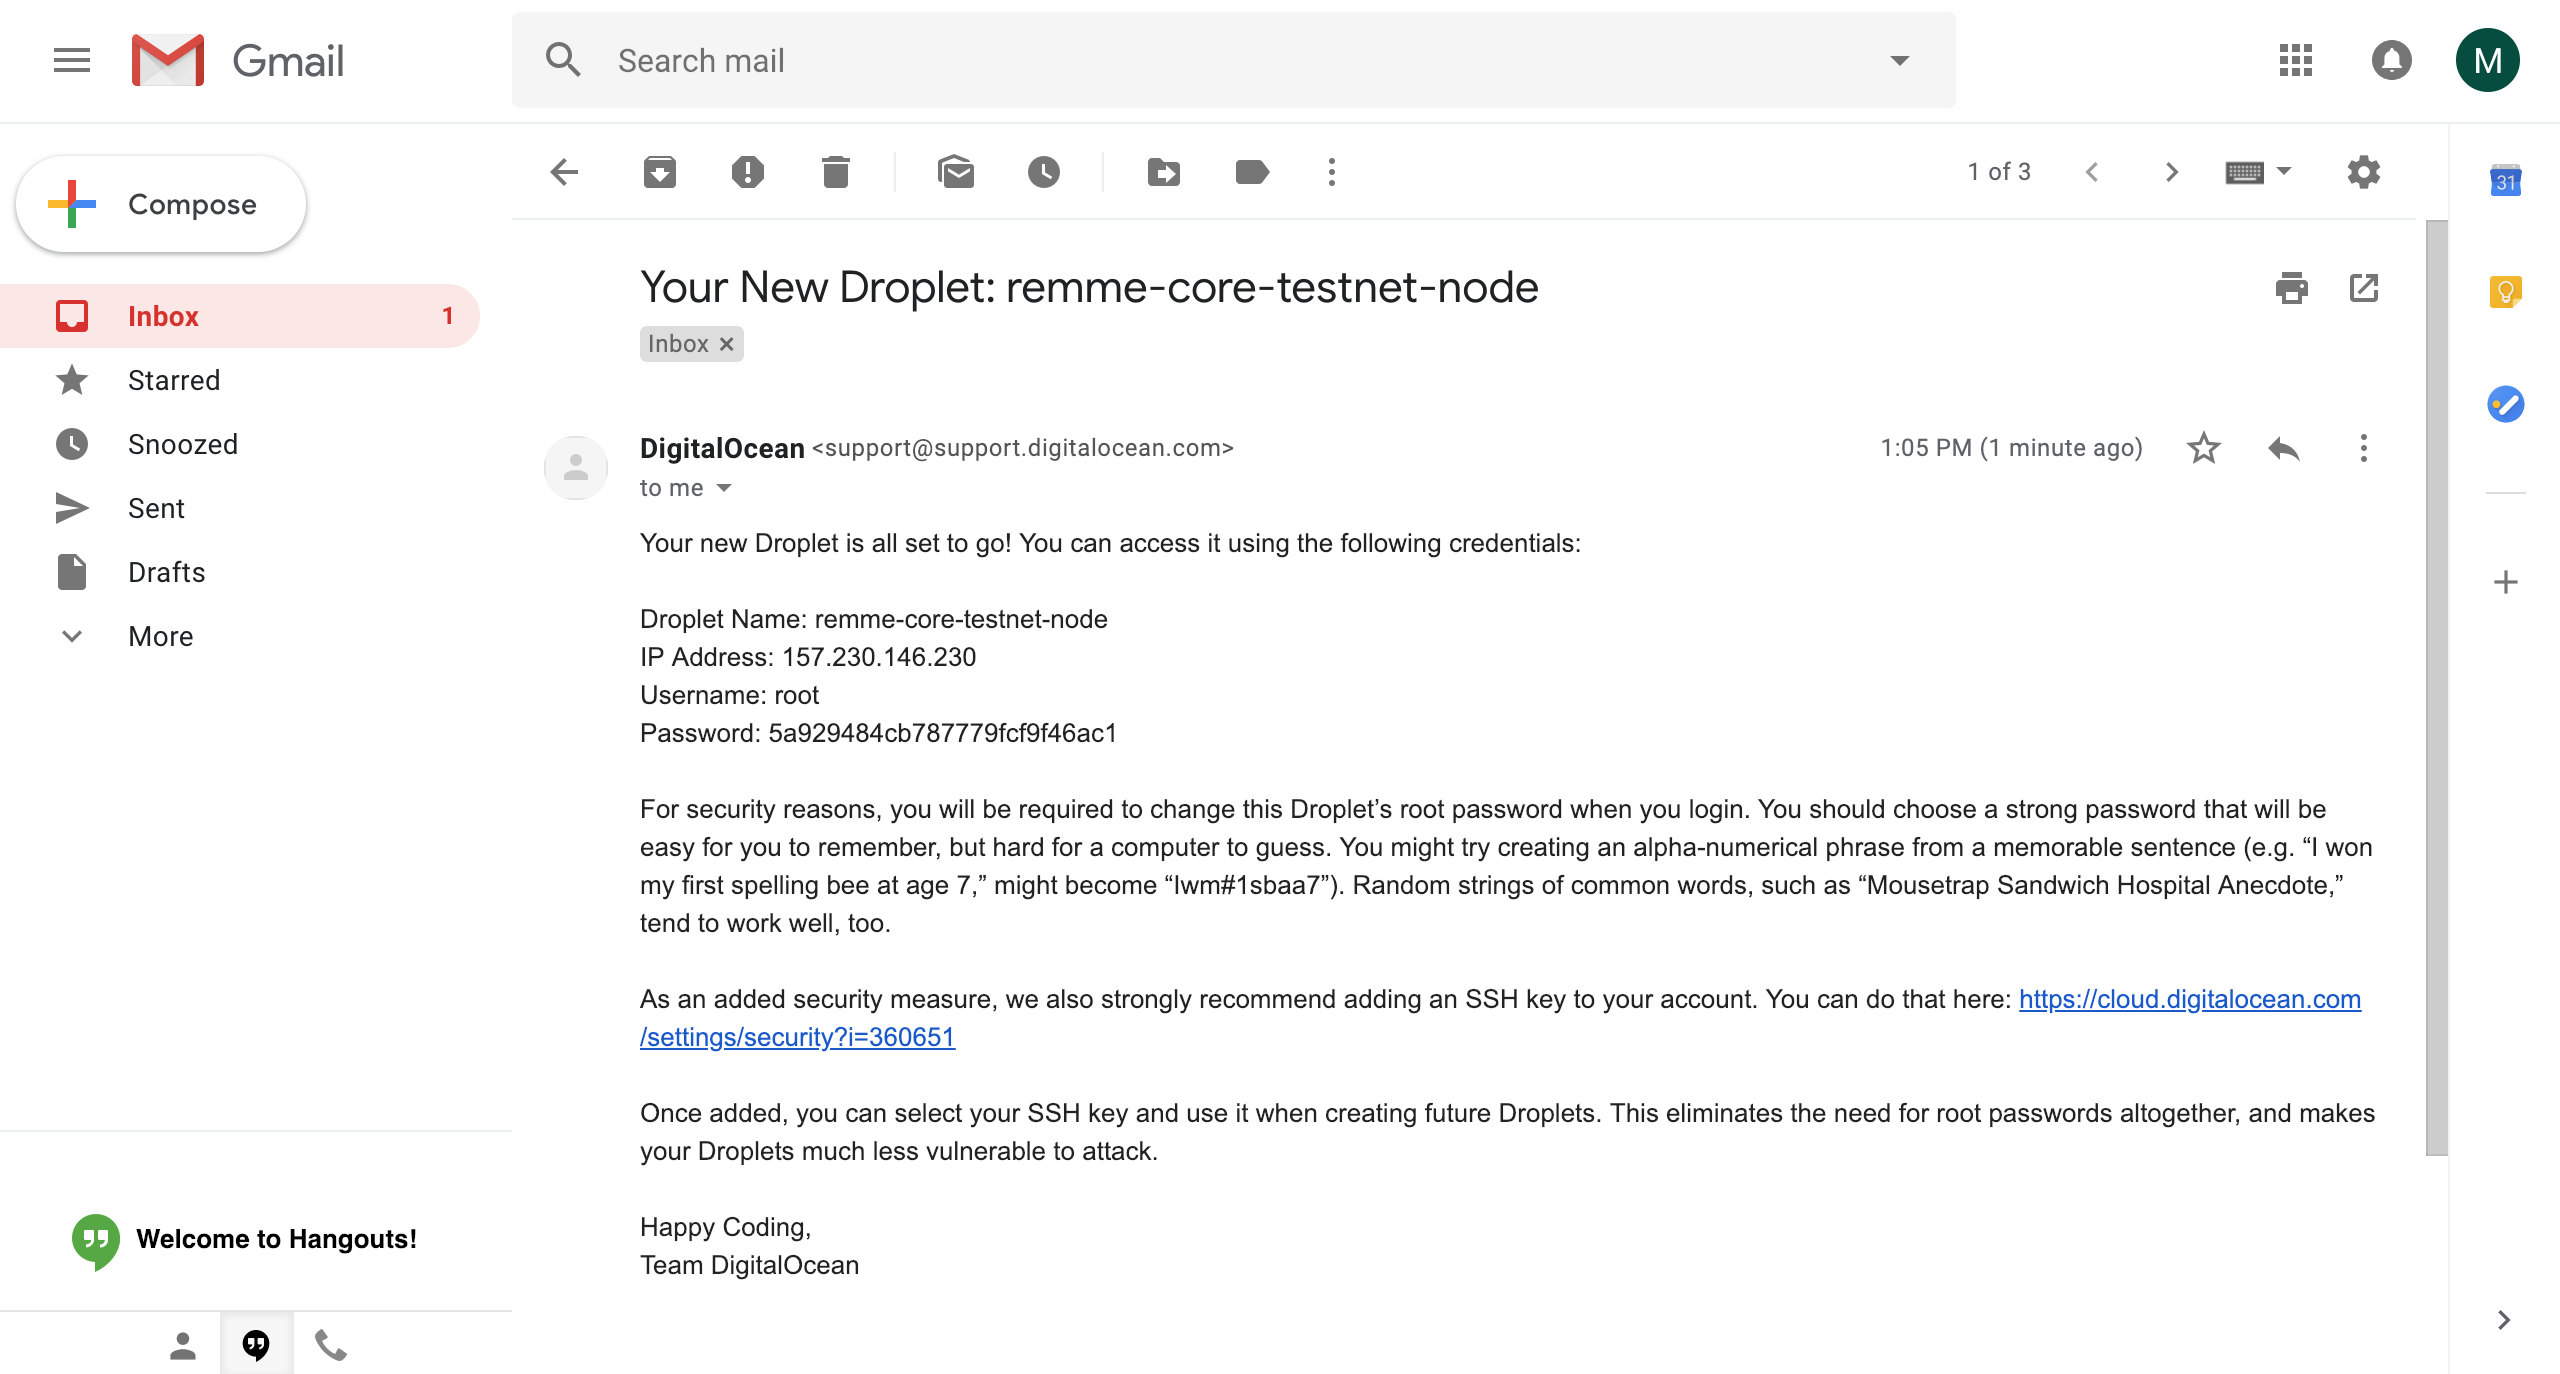 Gmail
Search mail
M
Compose
1 of 3
31
Inbox 1
Starred
Snoozed
Sent
Drafts
More
Your New Droplet: remme-core-testnet-node
Inbox ×
DigitalOcean <support@support.digitalocean.com>
1:05 PM (1 minute ago)
to me
Your new Droplet is all set to go! You can access it using the following credentials:
Droplet Name: remme-core-testnet-node
IP Address: 157.230.146.230
Username: root
Password: 5a929484cb787779fcf9f46ac1
For security reasons, you will be required to change this Droplet’s root password when you login. You should choose a strong password that will be
easy for you to remember, but hard for a computer to guess. You might try creating an alpha-numerical phrase from a memorable sentence (e.g. “I won
my first spelling bee at age 7,” might become “Iwm#1sbaa7”). Random strings of common words, such as “Mousetrap Sandwich Hospital Anecdote,”
tend to work well, too.
As an added security measure, we also strongly recommend adding an SSH key to your account. You can do that here: https://cloud.digitalocean.com
/settings/security?i=360651
Once added, you can select your SSH key and use it when creating future Droplets. This eliminates the need for root passwords altogether, and makes
your Droplets much less vulnerable to attack.
Happy Coding,
Team DigitalOcean
Welcome to Hangouts!